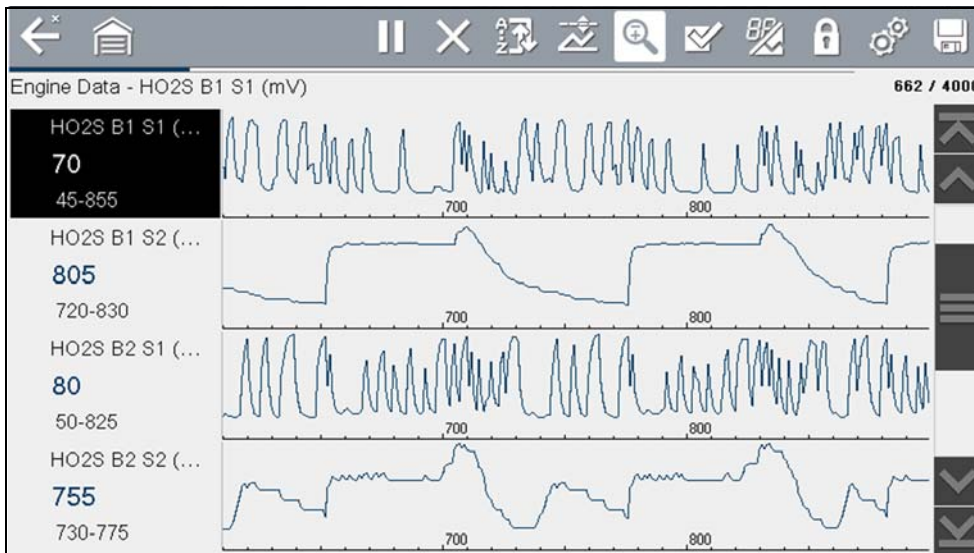 Engine Data - HO2S B1 S1 (mV)
662 / 4000
HO2S B1 S1 (...
70
45-855
700
800
HO2S B1 S2 (...
805
720-830
700
800
HO2S B2 S1 (...
80
50-825
700
800
HO2S B2 S2 (...
755
730-775
700
800